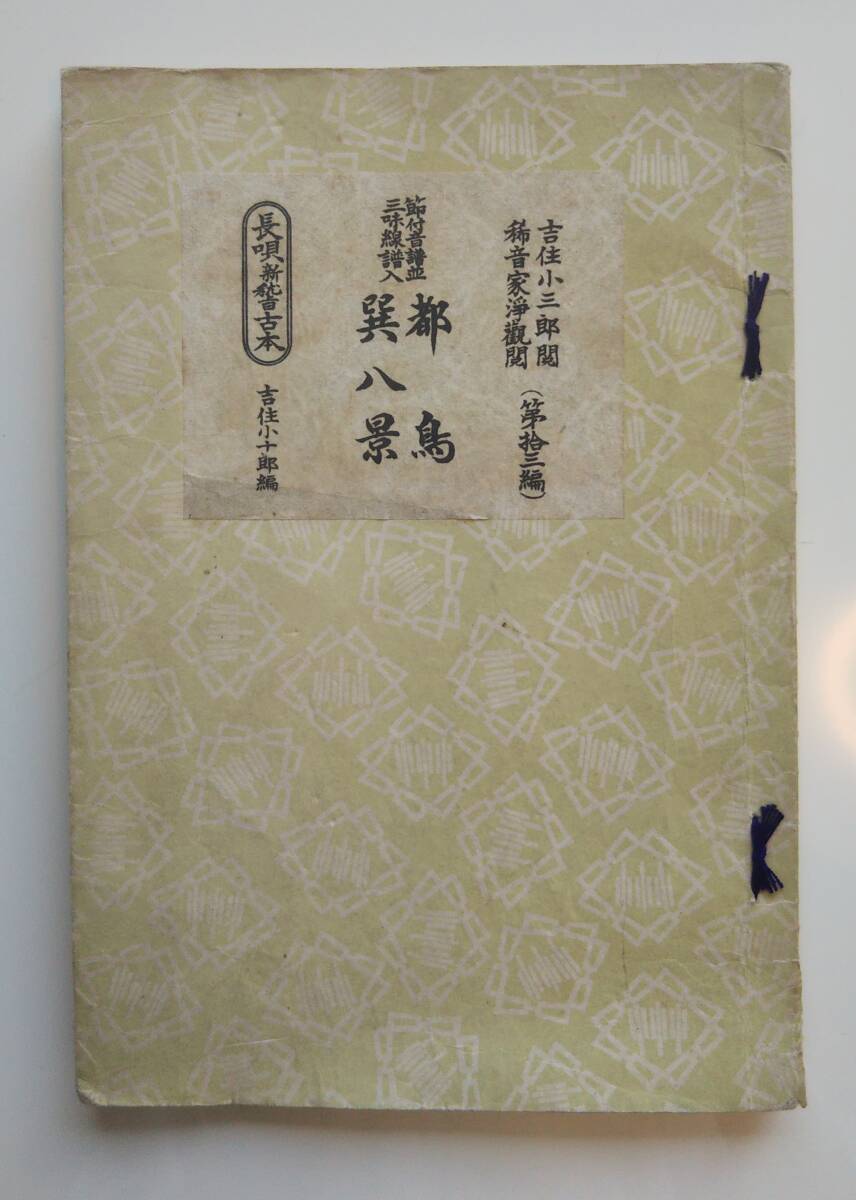 吉住小三郎閲
稀音家淨觀閲
(第拾三編)
都鳥
巽八景
節付音譜並
三味線譜入
長唄新稽古本
吉住小十郎編